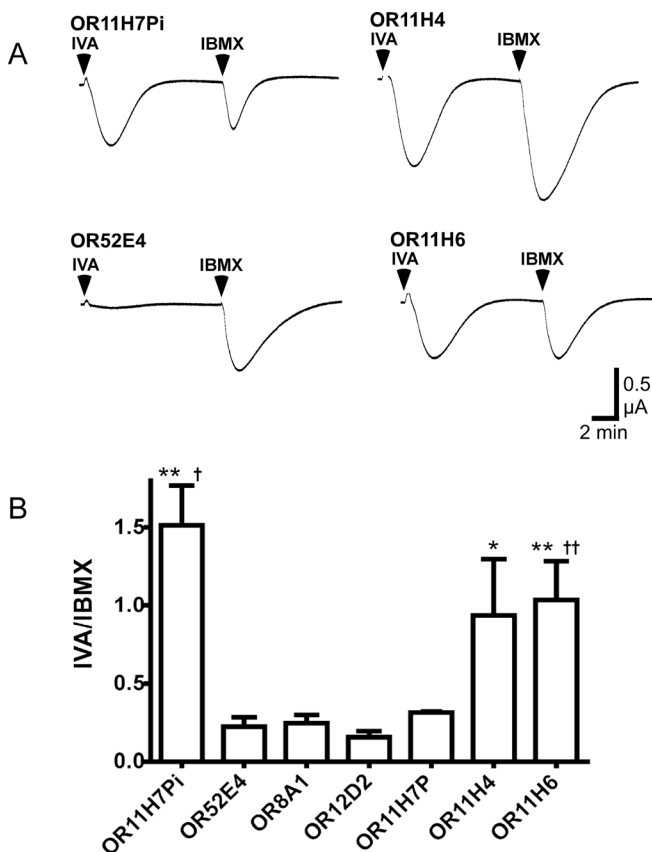 A
OR11H7Pi
IVA IBMX
OR11H4
IVA IBMX
OR52E4
IVA IBMX
OR11H6
IVA IBMX
0.5
µA
2 min
B
** †
*
** ††
IVA/IBMX
1.5
1.0
0.5
0.0
OR11H7Pi
OR52E4
OR8A1
OR12D2
OR11H7P
OR11H4
OR11H6